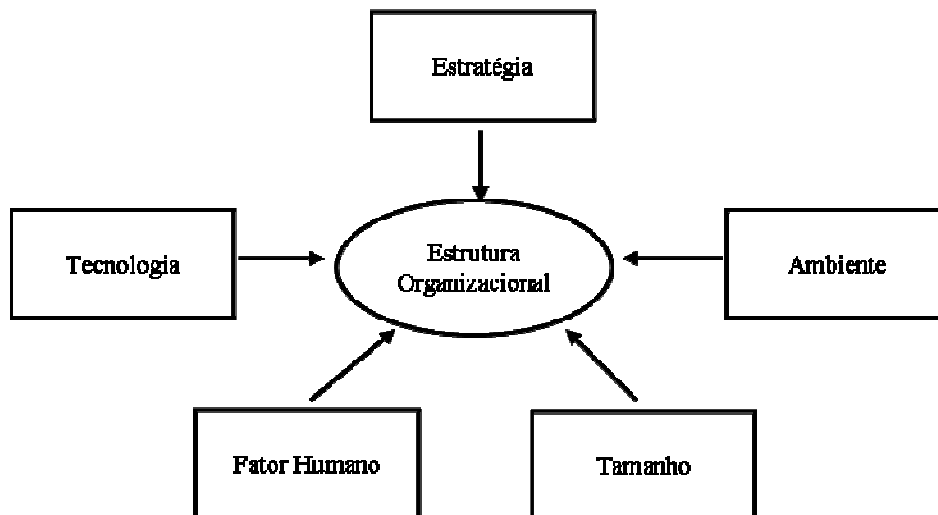 Estratégia
Tecnologia
Estrutura
Organizacional
Ambiente
Fator Humano
Tamanho